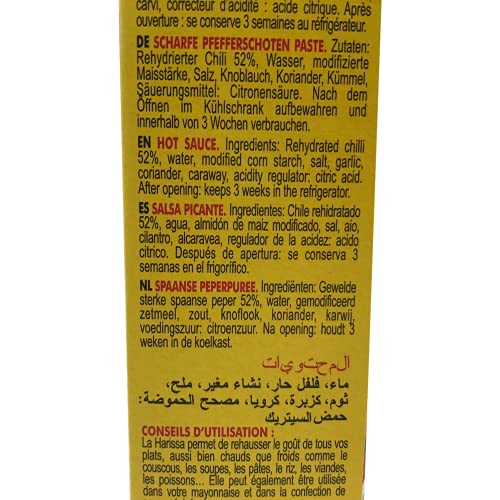 carvi, correcteur d'acidité : acide citrique. Après
ouverture : se conserve 3 semaines au réfrigérateur.
DE SCHARFE PFEFFERSCHOTEN PASTE. Zutaten:
Rehydrierter Chili 52%, Wasser, modifizierte
Maisstärke, Salz, Knoblauch, Koriander, Kümmel,
Säuerungsmittel: Citronensäure. Nach dem
Öffnen im Kühlschrank aufbewahren und
innerhalb von 3 Wochen verbrauchen.
EN HOT SAUCE. Ingredients: Rehydrated chilli
52%, water, modified corn starch, salt, garlic,
coriander, caraway, acidity regulator: citric acid.
After opening: keeps 3 weeks in the refrigerator.
ES SALSA PICANTE. Ingredientes: Chile rehidratado
52%, agua, almidón de maiz modificado, sal, aio,
cilantro, alcaravea, regulador de la acidez: acido
citrico. Después de apertura: se conserva 3
semanas en el frigorífico.
NL SPAANSE PEPERPUREE. Ingrediënten: Gewelde
sterke spaanse peper 52%, water, gemodificeerd
zetmeel, zout, knoflook, koriander, karwij,
voedingszuur: citroenzuur. Na opening: houdt 3
weken in de koelkast.
المحتويات
ماء، فلفل حار، نشاء مغير، ملح،
ثوم، كزبرة، كرويا، مصحح الحموضة:
حمض السيتريك
CONSEILS D'UTILISATION :
La Harissa permet de rehausser le goût de tous vos
plats, aussi bien chauds que froids comme le
couscous, les soupes, les pâtes, le riz, les viandes,
les poissons... Elle peut également être utilisée
dans votre mayonnaise et dans la confection de